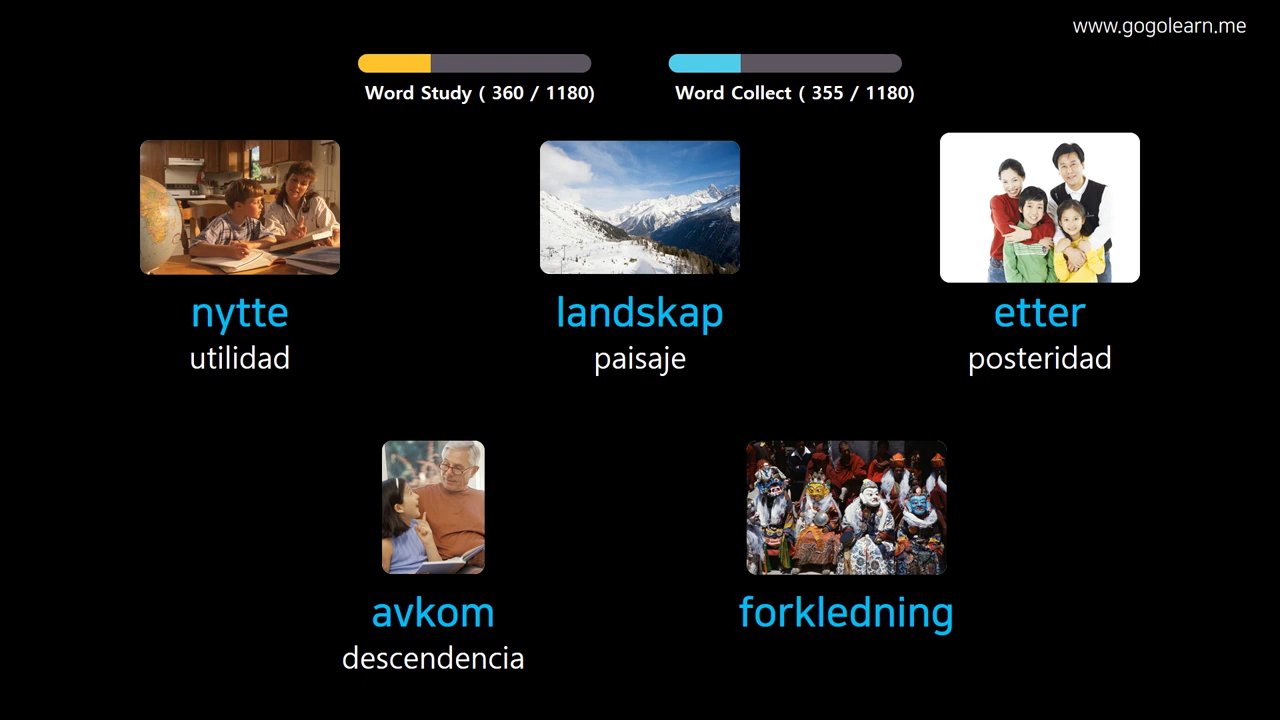 www.gogolearn.me
Word Study ( 360 / 1180)
Word Collect ( 355 / 1180)
nytte
utilidad
landskap
paisaje
etter
posteridad
avkom
descendencia
forkledning